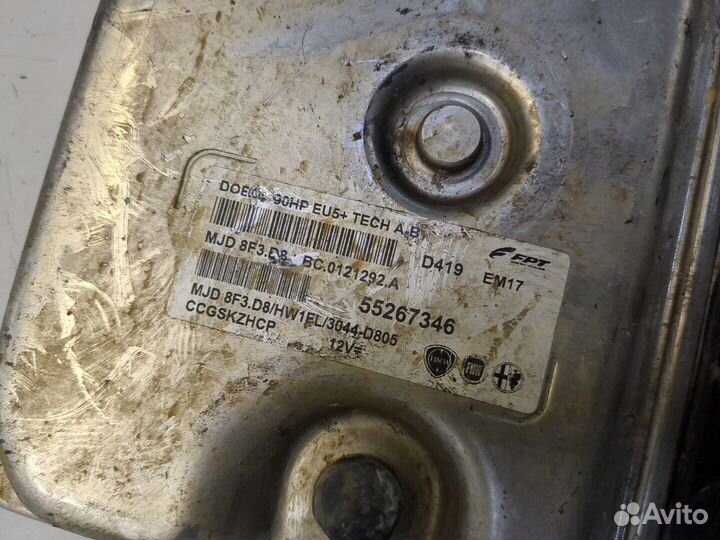 90HP EU5+ TECH A,B
MJD 8F3.D8 BC.0121292.A
D419
FPT
EM17
55267346
MJD 8F3.D8/HW1FL/3044-D805
CCGSKZHCP
12V=
Avito